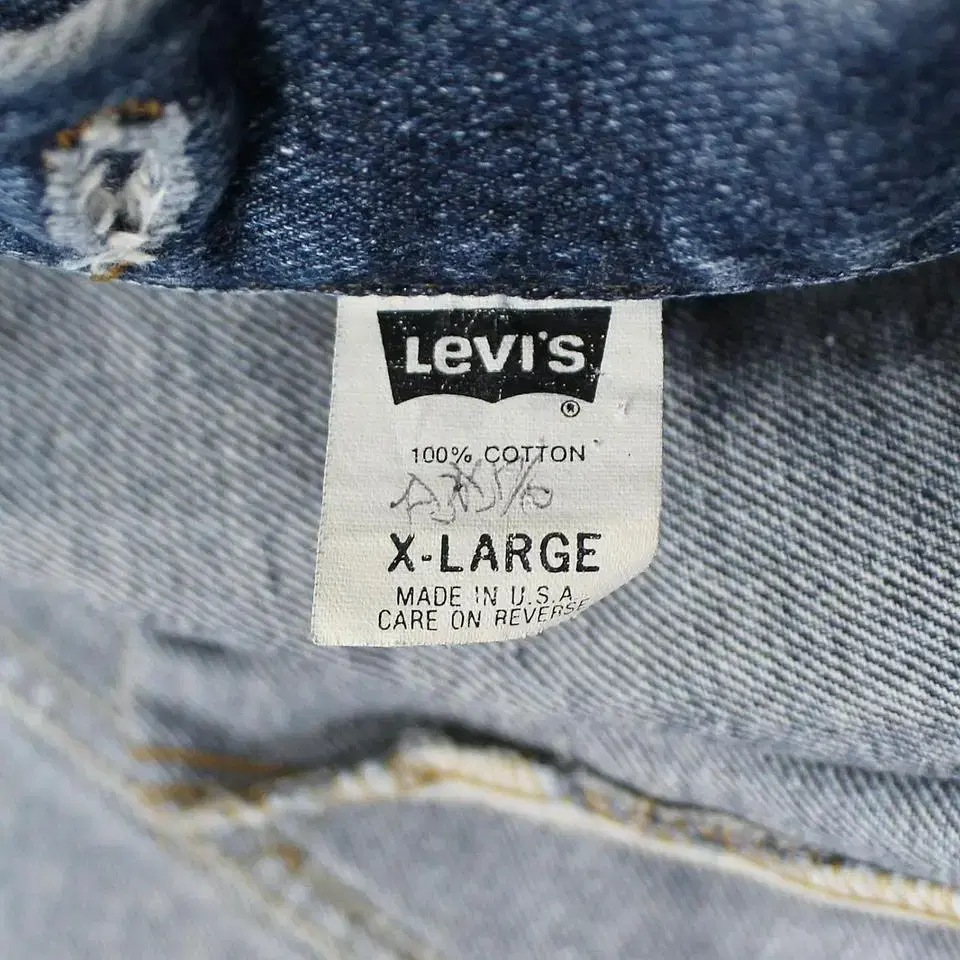 Levi's
®
100% COTTON
X-LARGE
MADE IN U.S.A.
CARE ON REVERSE